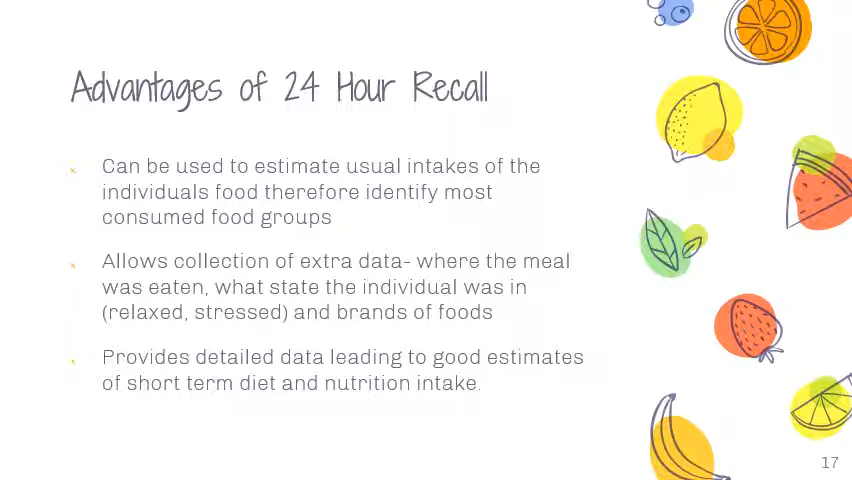 Advantages of 24 Hour Recall
Can be used to estimate usual intakes of the
individuals food therefore identify most
consumed food groups
Allows collection of extra data- where the meal
was eaten, what state the individual was in
(relaxed, stressed) and brands of foods
Provides detailed data leading to good estimates
of short term diet and nutrition intake.
17